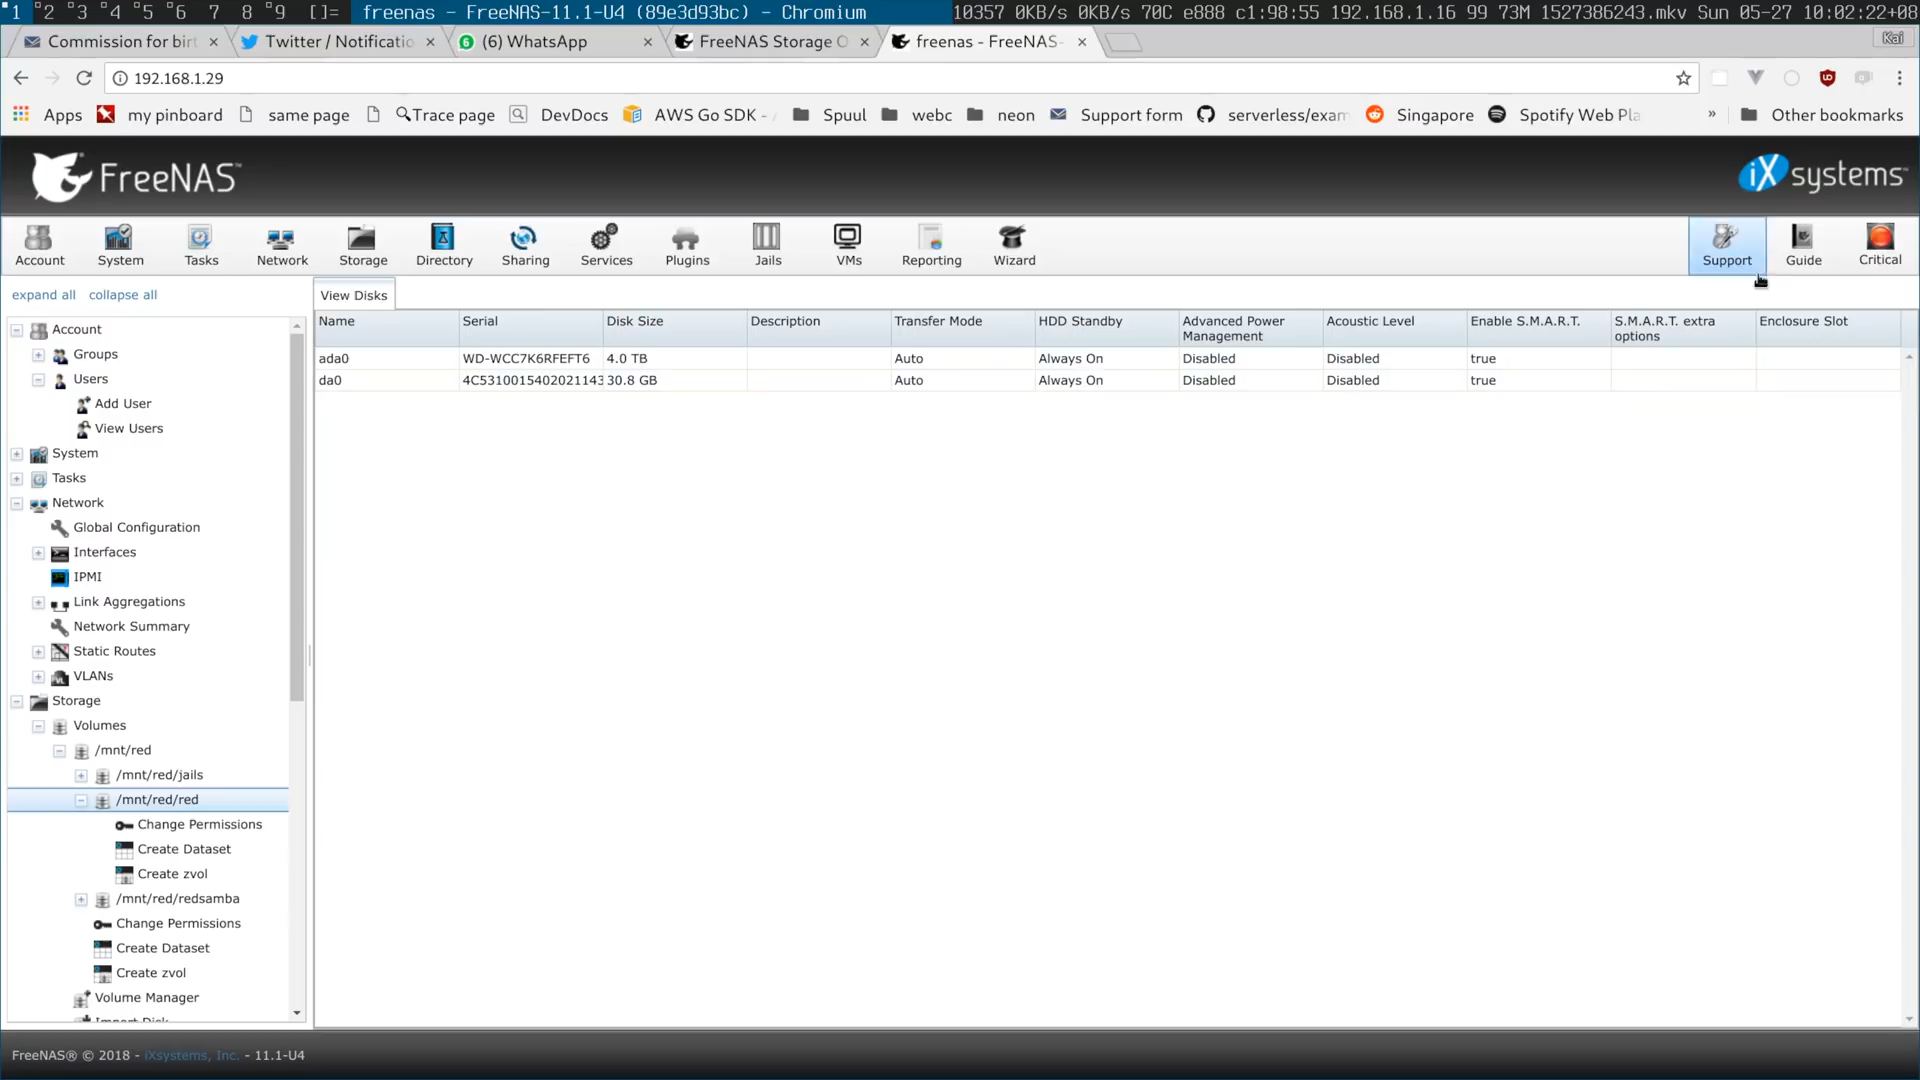 1 2 3 4 5 6 7 8 9 []= freenas - FreeNAS-11.1-U4 (89e3d93bc) - Chromium 10357 0KB/s 0KB/s 70C e888 c1:98:55 192.168.1.16 99 73M 1527386243.mkv Sun 05-27 10:02:22+08
Commission for birt × Twitter / Notificatio × (6) WhatsApp × FreeNAS Storage O × freenas - FreeNAS- × Kai
192.168.1.29
Apps my pinboard same page Trace page DevDocs AWS Go SDK - Spuul webc neon Support form serverless/exam Singapore Spotify Web Pla » Other bookmarks
FreeNAS™ iXsystems™
Account System Tasks Network Storage Directory Sharing Services Plugins Jails VMs Reporting Wizard Support Guide Critical
expand all collapse all
View Disks
Name Serial Disk Size Description Transfer Mode HDD Standby Advanced Power Management Acoustic Level Enable S.M.A.R.T. S.M.A.R.T. extra options Enclosure Slot
ada0 WD-WCC7K6RFEFT6 4.0 TB Auto Always On Disabled Disabled true
da0 4C5310015402021143 30.8 GB Auto Always On Disabled Disabled true
Account
Groups
Users
Add User
View Users
System
Tasks
Network
Global Configuration
Interfaces
IPMI
Link Aggregations
Network Summary
Static Routes
VLANs
Storage
Volumes
/mnt/red
/mnt/red/jails
/mnt/red/red
Change Permissions
Create Dataset
Create zvol
/mnt/red/redsamba
Change Permissions
Create Dataset
Create zvol
Volume Manager
Import Disk
FreeNAS® © 2018 - iXsystems, Inc. - 11.1-U4